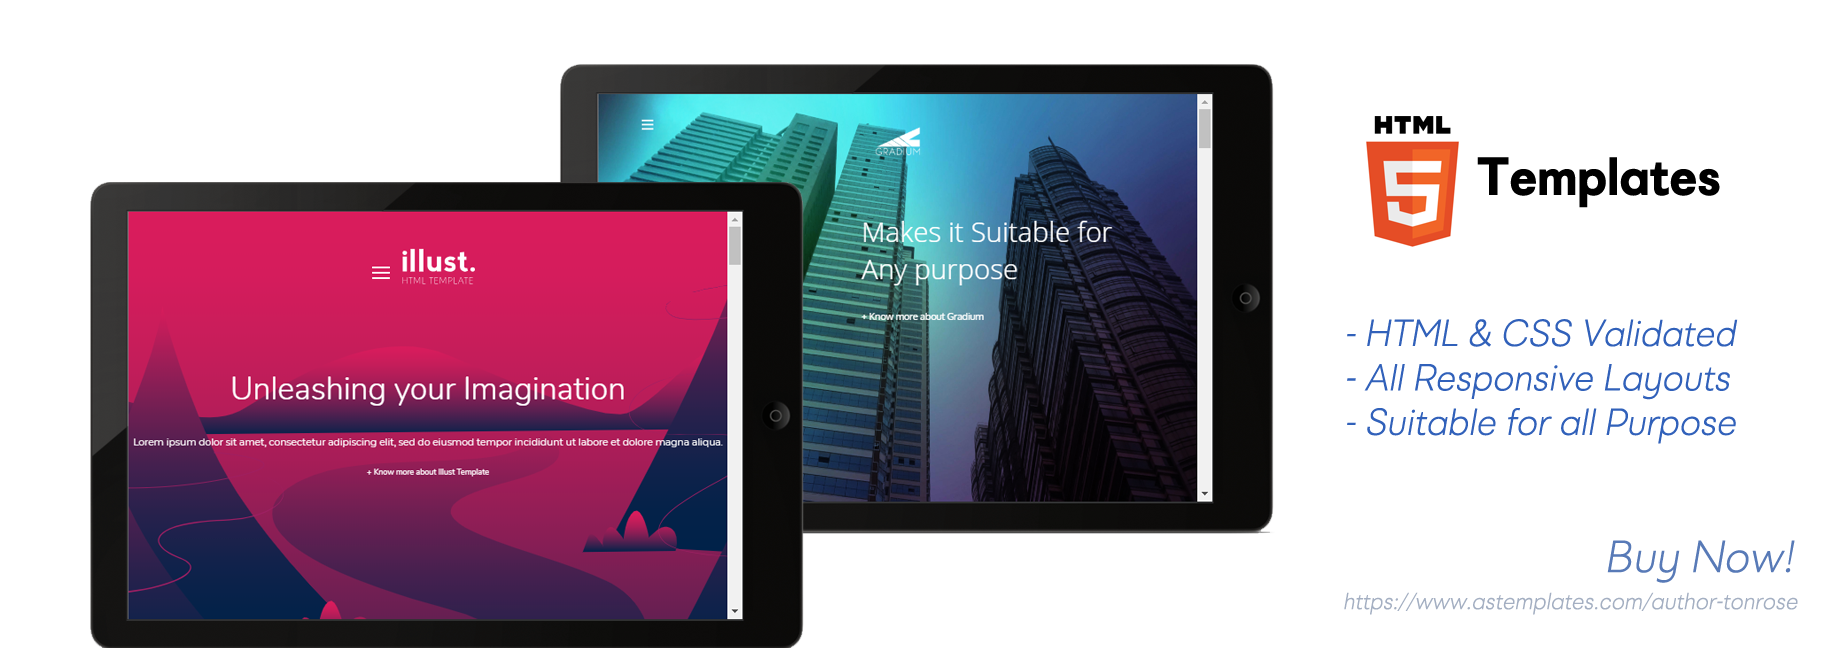 illust.
HTML TEMPLATE
Unleashing your Imagination
Lorem ipsum dolor sit amet, consectetur adipiscing elit, sed do eiusmod tempor incididunt ut labore et dolore magna aliqua.
+ Know more about Illust Template
GRADIUM
Makes it Suitable for
Any purpose
+ Know more about Gradium
HTML
5 Templates
- HTML & CSS Validated
- All Responsive Layouts
- Suitable for all Purpose
Buy Now!
https://www.astemplates.com/author-tonrose